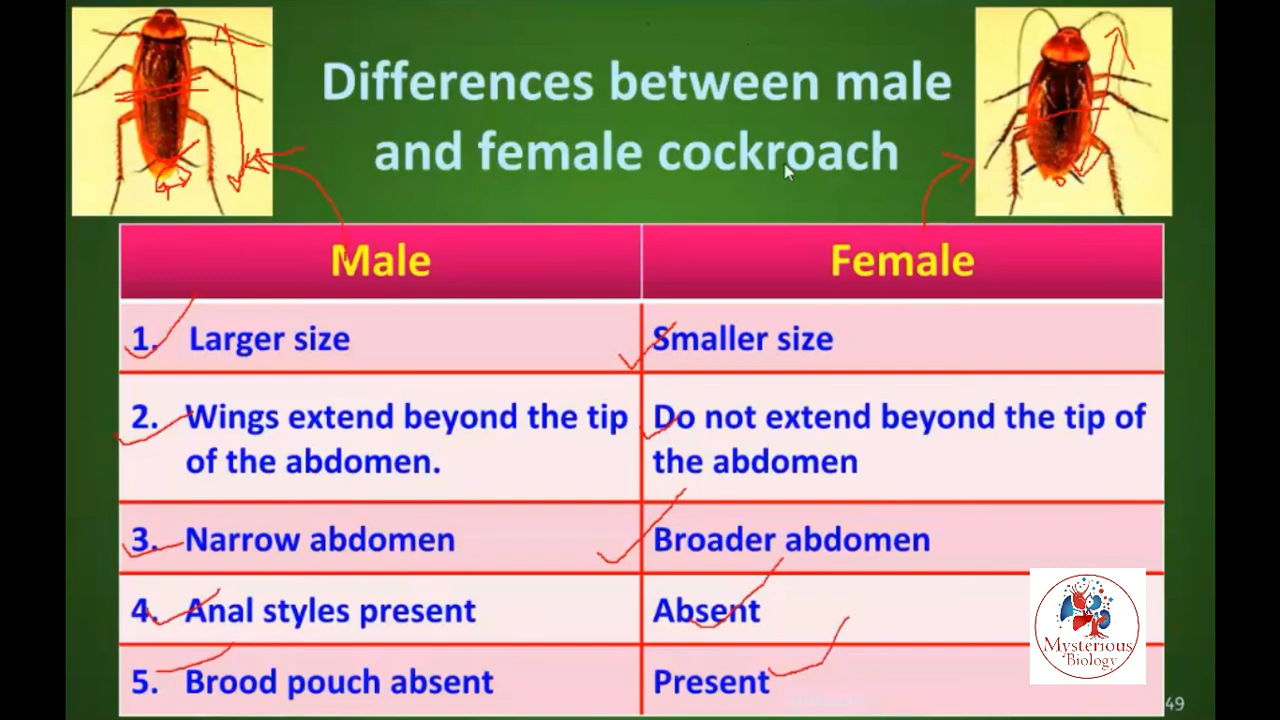 Differences between male
and female cockroach
Male
Female
1. Larger size
Smaller size
2. Wings extend beyond the tip
of the abdomen.
Do not extend beyond the tip of
the abdomen
3. Narrow abdomen
Broader abdomen
4. Anal styles present
Absent
5. Brood pouch absent
Present
Mysterious
Biology
49